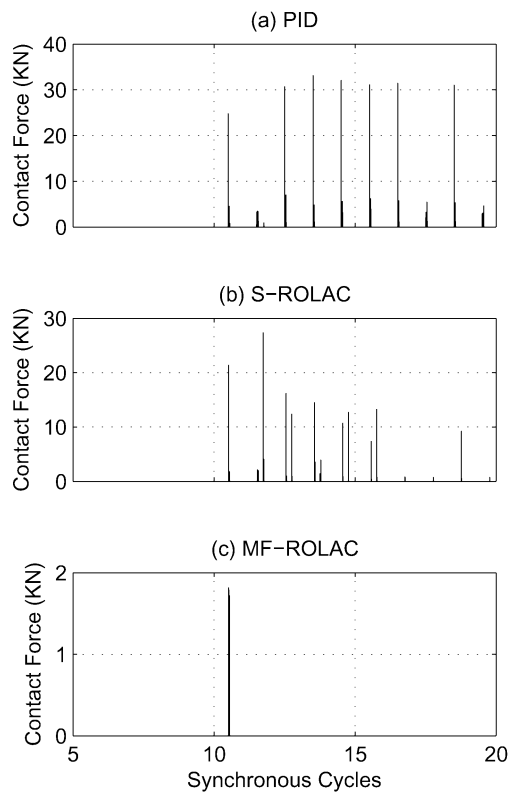 (a) PID
Contact Force (KN)
40
30
20
10
0
(b) S−ROLAC
Contact Force (KN)
30
20
10
0
(c) MF−ROLAC
Contact Force (KN)
2
1
0
5 10 15 20
Synchronous Cycles